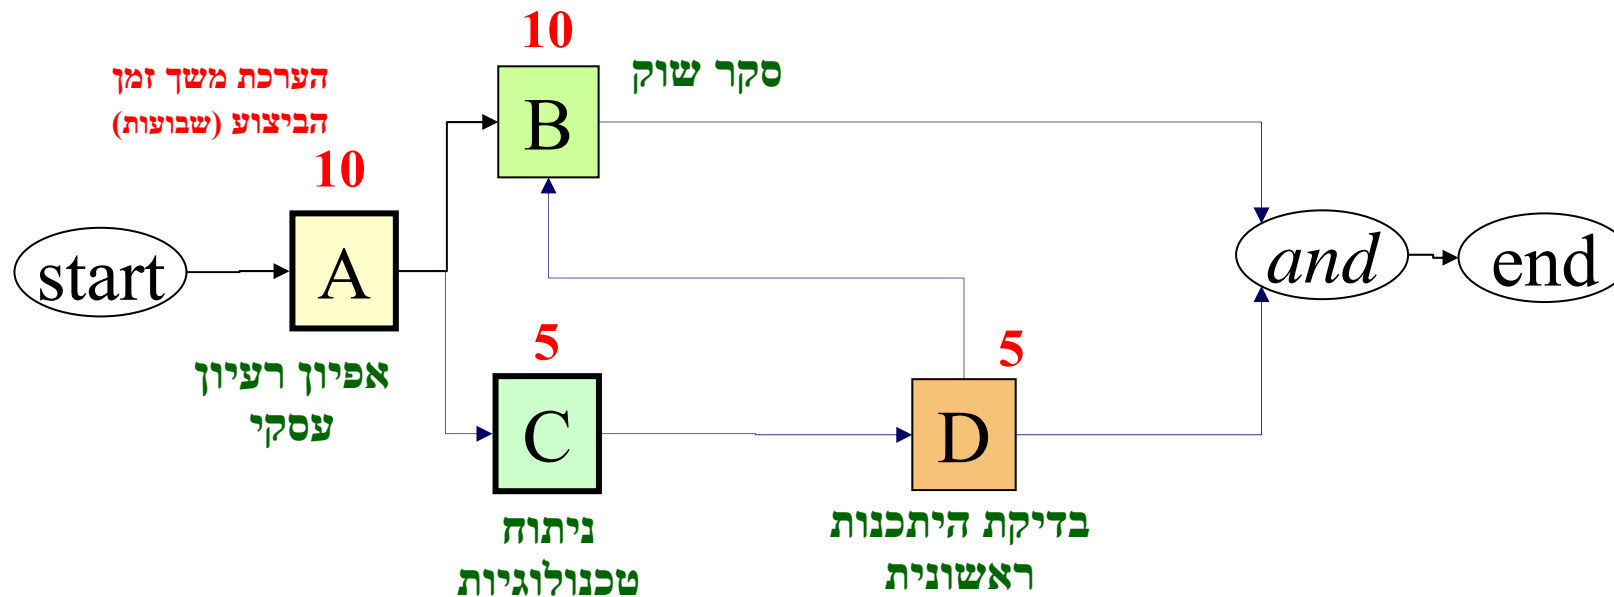 10
סקר שוק
הערכת משך זמן
הביצוע (שבועות)
10
B
start
A
and
end
אפיון רעיון
עסקי
5
5
C
D
ניתוח
טכנולוגיות
בדיקת היתכנות
ראשונית